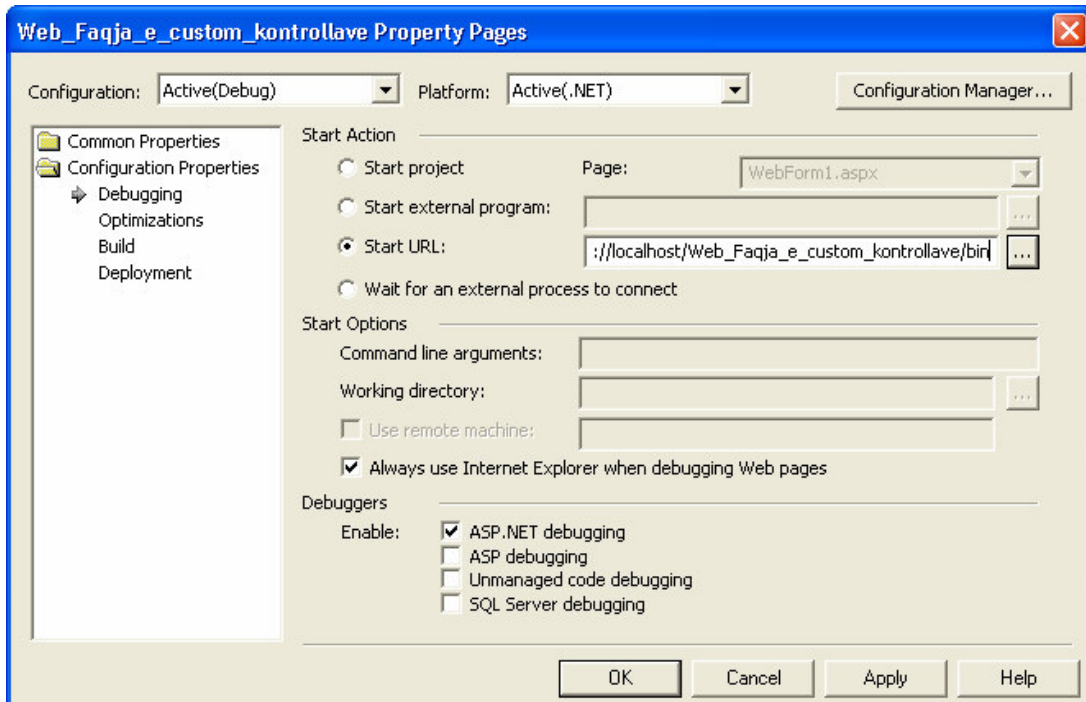 Web_Faqja_e_custom_kontrollave Property Pages
Configuration: Active(Debug) Platform: Active(.NET) Configuration Manager...
Common Properties
Configuration Properties
Debugging
Optimizations
Build
Deployment
Start Action
Start project Page: WebForm1.aspx
Start external program: ...
Start URL: ://localhost/Web_Faqja_e_custom_kontrollave/bin ...
Wait for an external process to connect
Start Options
Command line arguments:
Working directory: ...
Use remote machine:
Always use Internet Explorer when debugging Web pages
Debuggers
Enable: ASP.NET debugging
ASP debugging
Unmanaged code debugging
SQL Server debugging
OK Cancel Apply Help